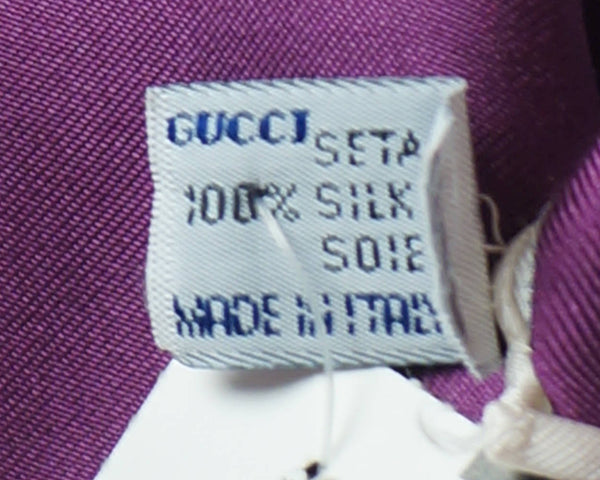 GUCCI
SETA
100% SILK
SOIE
MADE IN ITALY